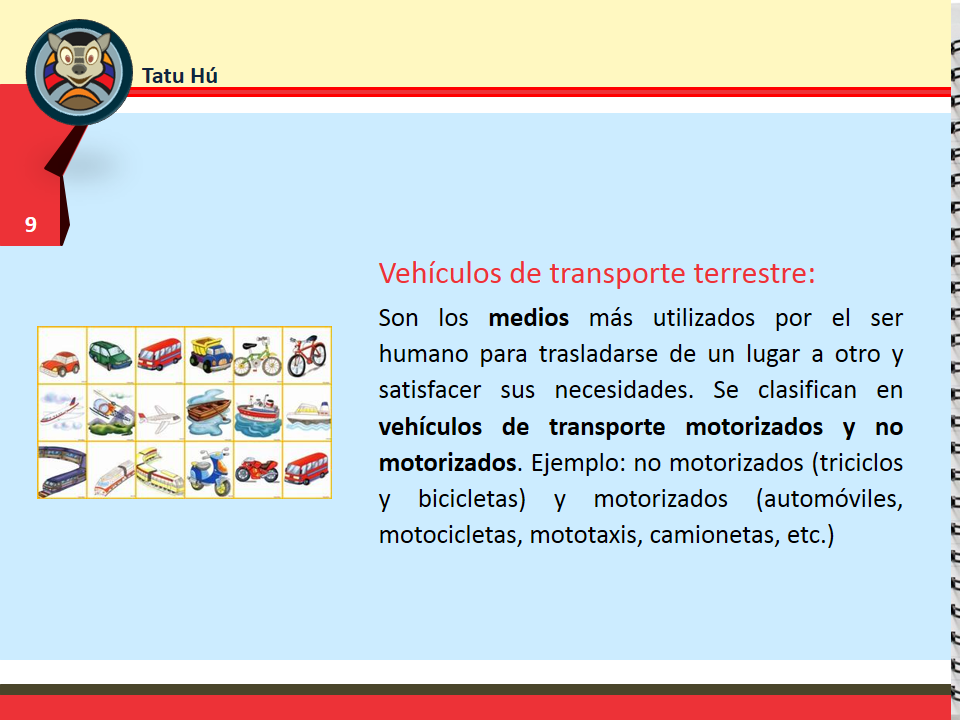 Tatu Hú
9
Vehículos de transporte terrestre:
Son los medios más utilizados por el ser
humano para trasladarse de un lugar a otro y
satisfacer sus necesidades. Se clasifican en
vehículos de transporte motorizados y no
motorizados. Ejemplo: no motorizados (triciclos
y bicicletas) y motorizados (automóviles,
motocicletas, mototaxis, camionetas, etc.)